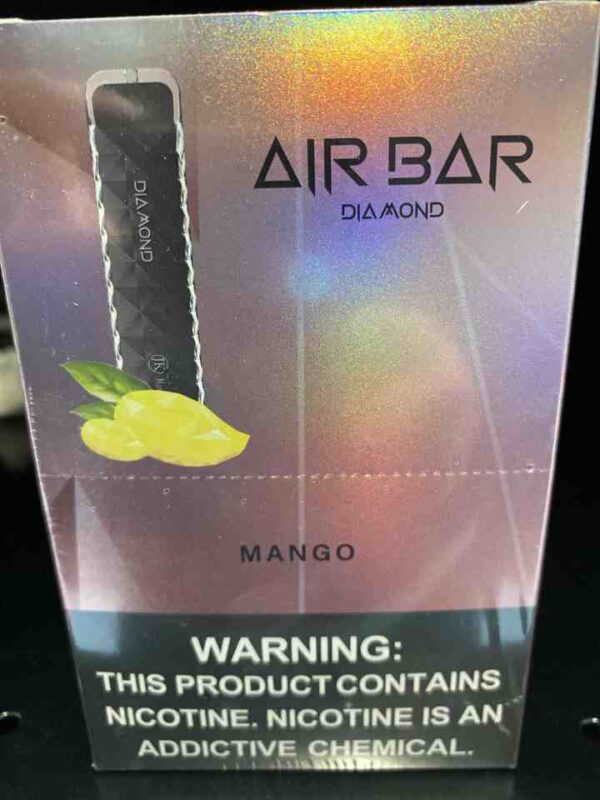 AIR BAR
DIAMOND
DIAMOND
MANGO
WARNING:
THIS PRODUCT CONTAINS
NICOTINE. NICOTINE IS AN
ADDICTIVE CHEMICAL.